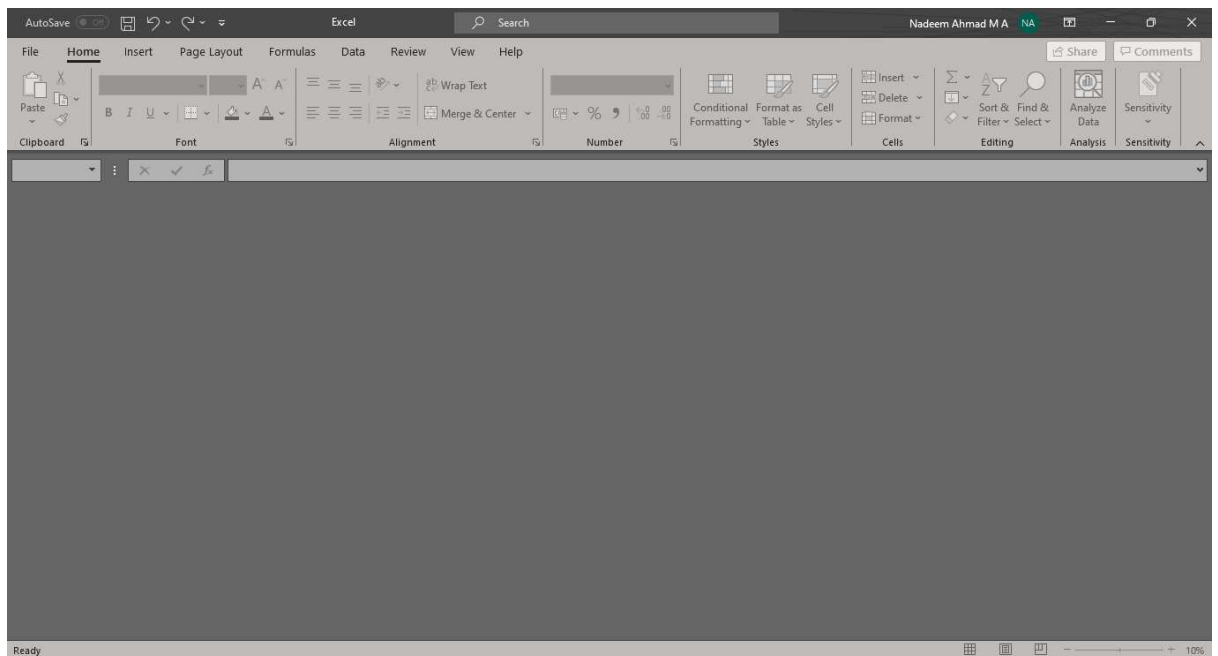 AutoSave Off Excel Search Nadeem Ahmad M A NA
File Home Insert Page Layout Formulas Data Review View Help Share Comments
Paste
B I U
A A
A
Wrap Text
Merge & Center
%
Conditional Formatting
Format as Table
Cell Styles
Insert
Delete
Format
Sort & Filter
Find & Select
Analyze Data
Sensitivity
Clipboard Font Alignment Number Styles Cells Editing Analysis Sensitivity
fx
Ready 10%